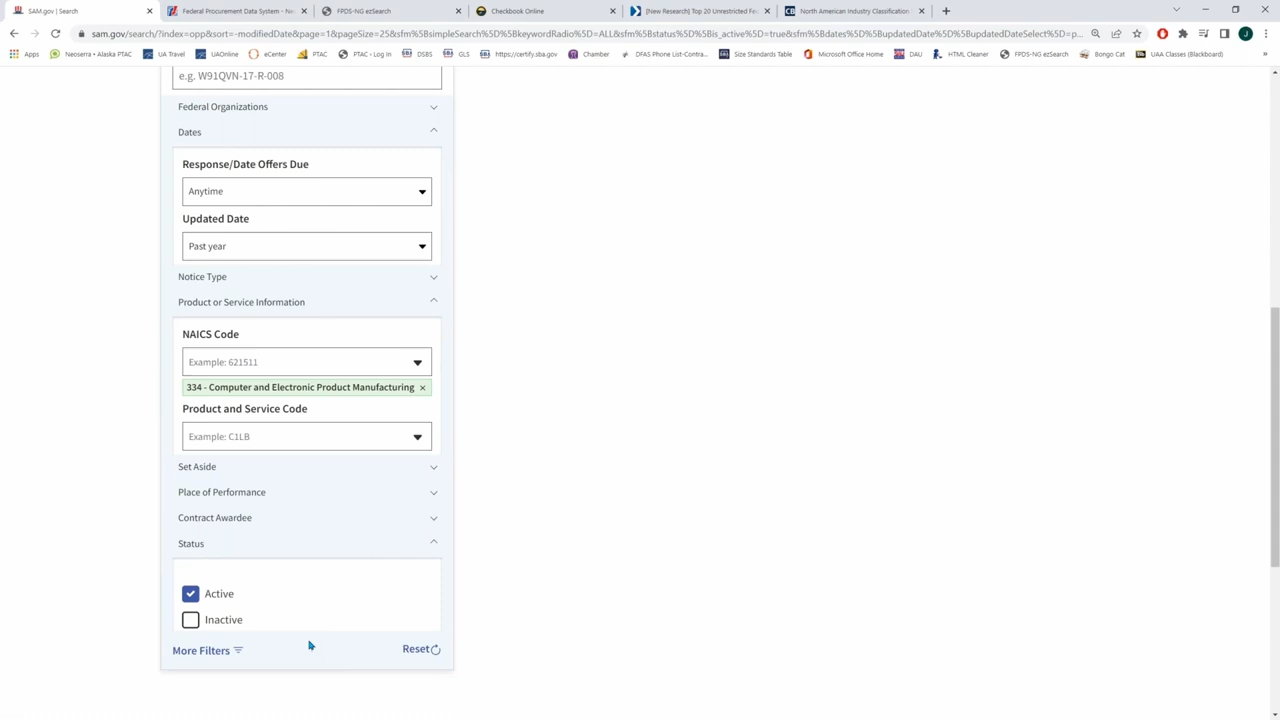 SAM.gov | Search
Federal Procurement Data System – Ne
FPDS-NG ezSearch
Checkbook Online
[New Research] Top 20 Unrestricted Fe
North American Industry Classification
sam.gov/search/?index=opp&sort=-modifiedDate&page=1&pageSize=25&sfm%5BsimpleSearch%5D%5BkeywordRadio%5D=ALL&sfm%5Bstatus%5D%5Bis_active%5D=true&sfm%5Bdates%5D%5BupdatedDate%5D%5BupdatedDateSelect%5D=p...
J
Apps
Neoserra • Alaska PTAC
UA Travel
UAOnline
eCenter
PTAC
PTAC › Log In
DSBS
GLS
https://certify.sba.gov
Chamber
DFAS Phone List-Contra...
Size Standards Table
Microsoft Office Home
DAU
HTML Cleaner
FPDS-NG ezSearch
Bongo Cat
UAA Classes (Blackboard)
»
e.g. W91QVN-17-R-008
Federal Organizations
Dates
Response/Date Offers Due
Anytime
Updated Date
Past year
Notice Type
Product or Service Information
NAICS Code
Example: 621511
334 - Computer and Electronic Product Manufacturing ×
Product and Service Code
Example: C1LB
Set Aside
Place of Performance
Contract Awardee
Status
Active
Inactive
More Filters
Reset